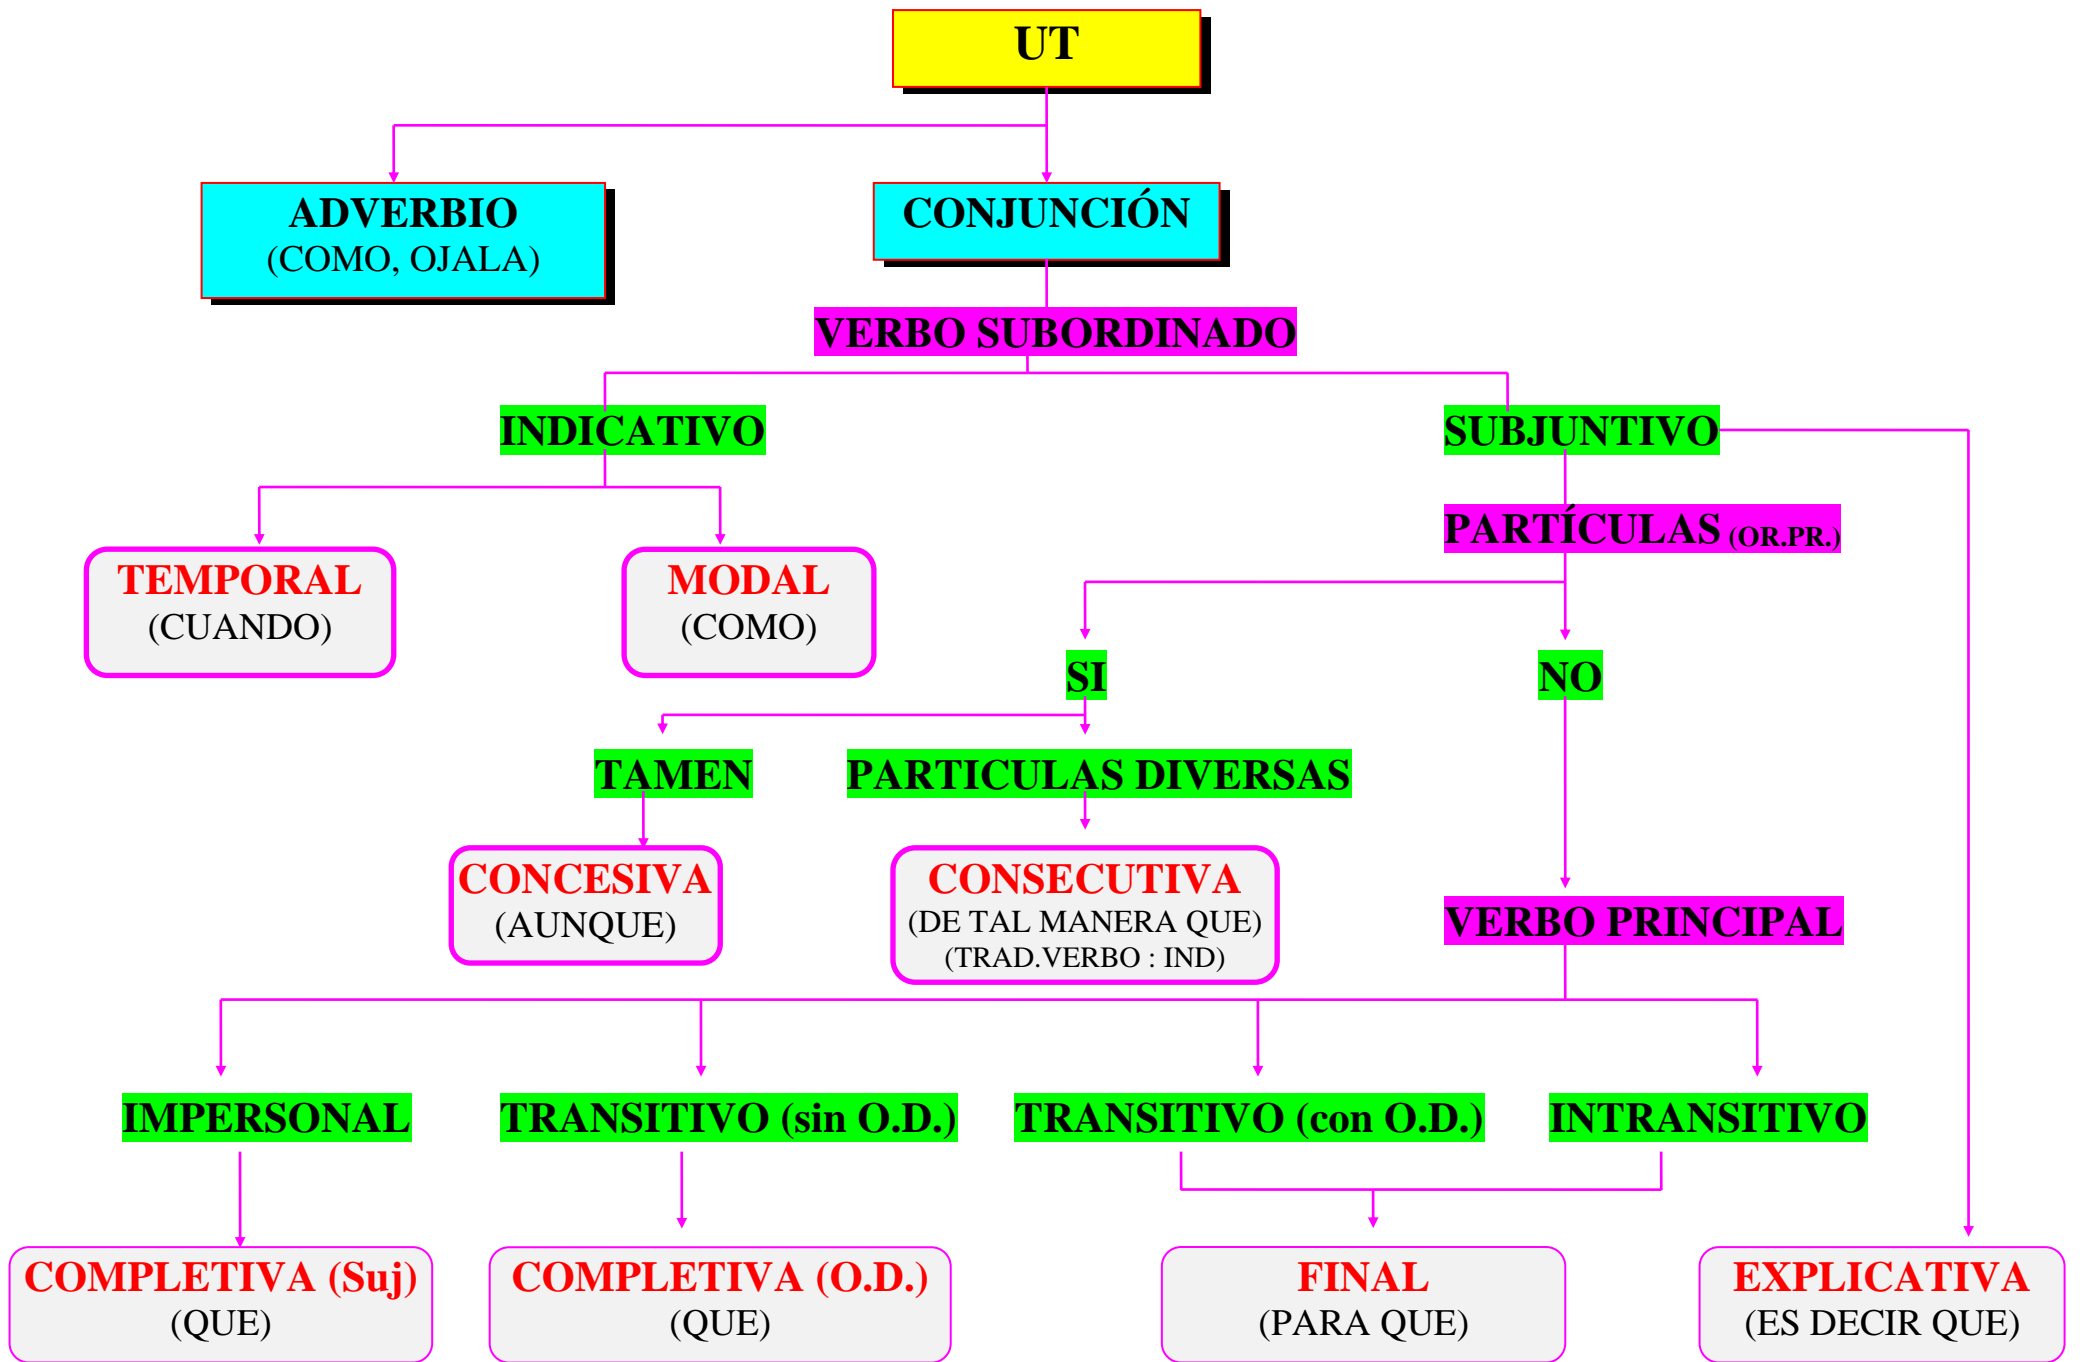 UT
ADVERBIO
(COMO, OJALA)
CONJUNCIÓN
VERBO SUBORDINADO
INDICATIVO
SUBJUNTIVO
PARTÍCULAS (OR.PR.)
TEMPORAL
(CUANDO)
MODAL
(COMO)
SI
NO
TAMEN
PARTICULAS DIVERSAS
CONCESIVA
(AUNQUE)
CONSECUTIVA
(DE TAL MANERA QUE)
(TRAD.VERBO : IND)
VERBO PRINCIPAL
IMPERSONAL
TRANSITIVO (sin O.D.)
TRANSITIVO (con O.D.)
INTRANSITIVO
COMPLETIVA (Suj)
(QUE)
COMPLETIVA (O.D.)
(QUE)
FINAL
(PARA QUE)
EXPLICATIVA
(ES DECIR QUE)